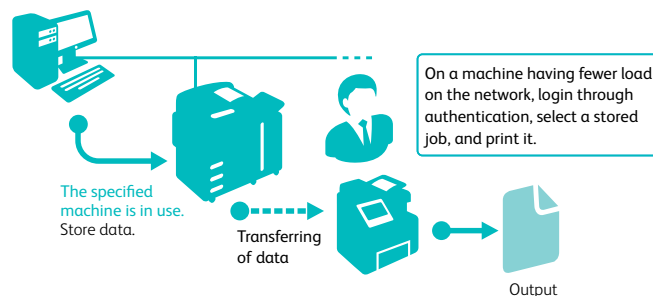 On a machine having fewer load
on the network, login through
authentication, select a stored
job, and print it.
The specified
machine is in use.
Store data.
Transferring
of data
Output